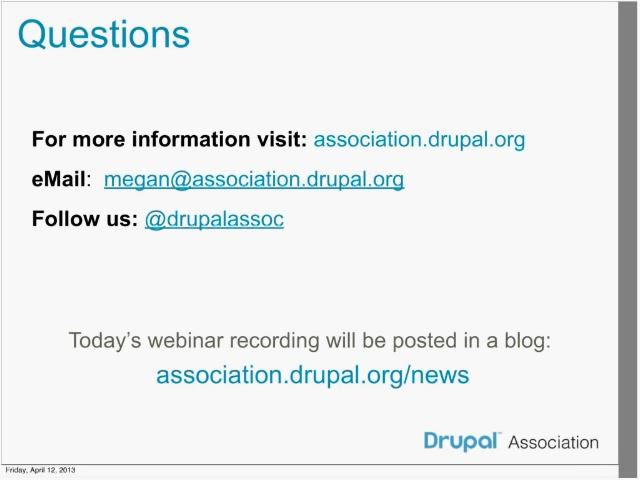 Questions
For more information visit: association.drupal.org
eMail:  megan@association.drupal.org
Follow us: @drupalassoc
Today’s webinar recording will be posted in a blog:
association.drupal.org/news
Drupal™ Association
Friday, April 12, 2013